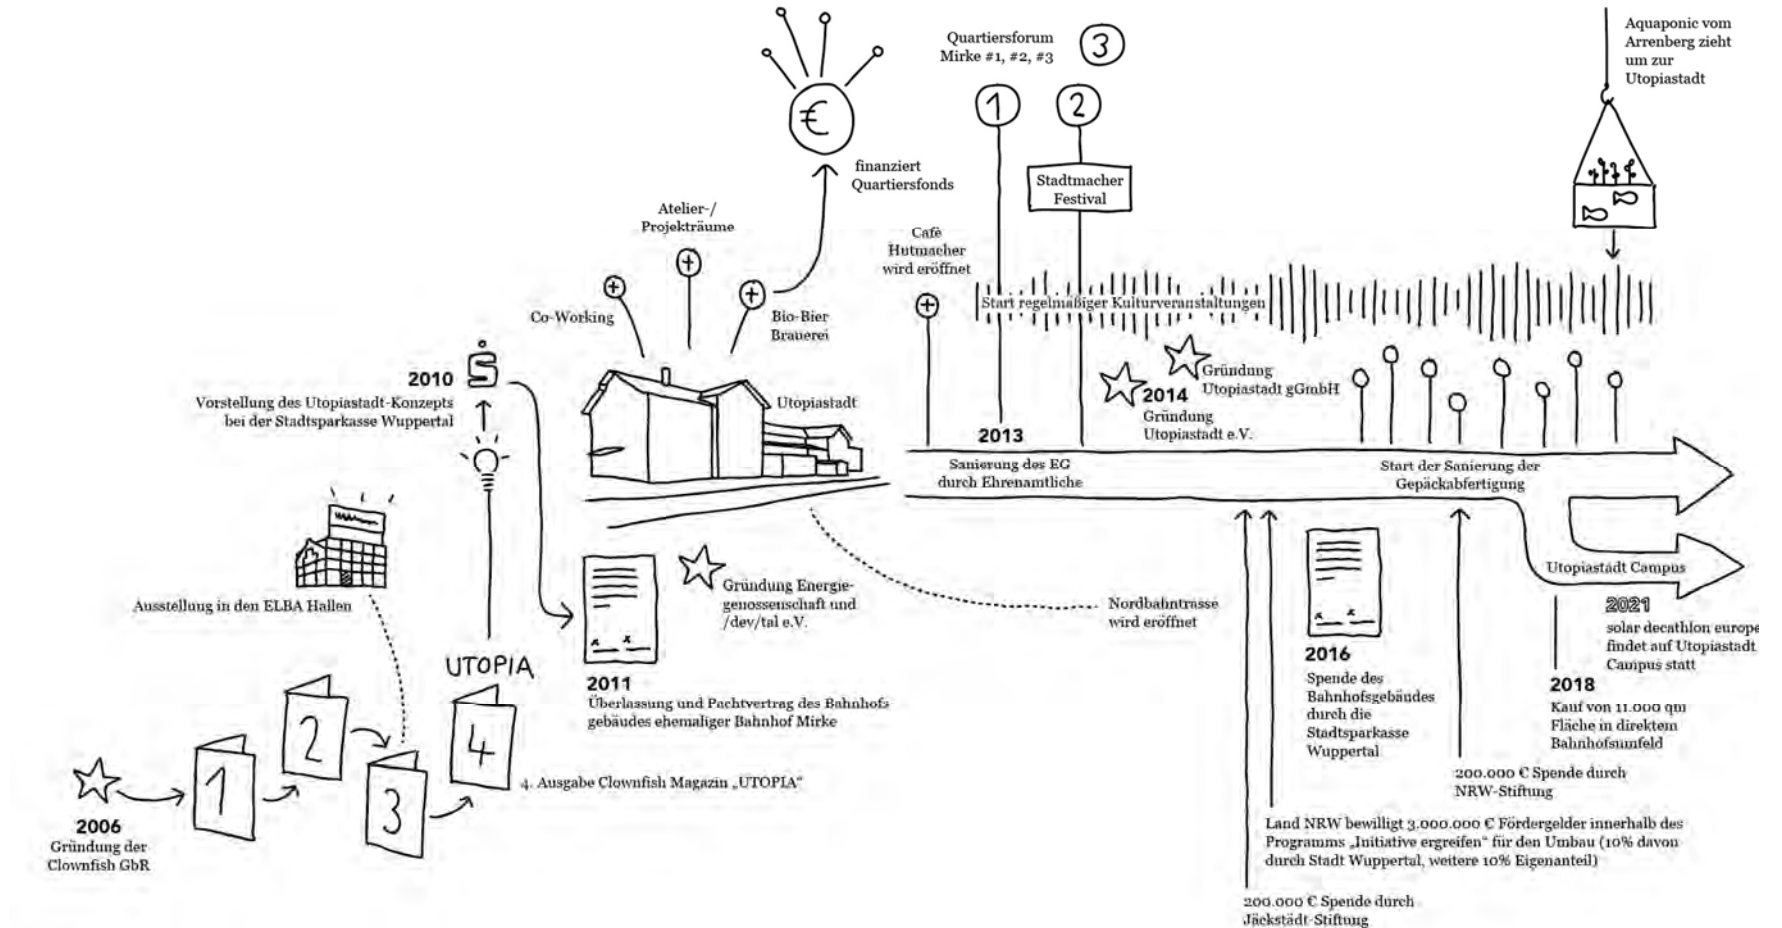 2006
Gründung der
Clownfish GbR
1
2
3
4
UTOPIA
4. Ausgabe Clownfish Magazin „UTOPIA“
Ausstellung in den ELBA Hallen
2010
Vorstellung des Utopiastadt-Konzepts
bei der Stadtsparkasse Wuppertal
2011
Überlassung und Pachtvertrag des Bahnhofs
gebäudes ehemaliger Bahnhof Mirke
Gründung Energie-
genossenschaft und
/dev/tal e.V.
Co-Working
Atelier-/
Projekträume
Bio-Bier
Brauerei
€
finanziert
Quartiersfonds
Utopiastadt
Nordbahntrasse
wird eröffnet
Cafè
Hutmacher
wird eröffnet
Quartiersforum
Mirke #1, #2, #3
1
2
3
Stadtmacher
Festival
Start regelmäßiger Kulturveranstaltungen
2013
Sanierung des EG
durch Ehrenamtliche
2014
Gründung
Utopiastadt e.V.
Gründung
Utopiastadt gGmbH
Aquaponic vom
Arrenberg zieht
um zur
Utopiastadt
Start der Sanierung der
Gepäckabfertigung
Utopiastadt Campus
2016
Spende des
Bahnhofsgebäudes
durch die
Stadtsparkasse
Wuppertal
200.000 € Spende durch
Jäckstädt-Stiftung
Land NRW bewilligt 3.000.000 € Fördergelder innerhalb des
Programms „Initiative ergreifen“ für den Umbau (10% davon
durch Stadt Wuppertal, weitere 10% Eigenanteil)
200.000 € Spende durch
NRW-Stiftung
2018
Kauf von 11.000 qm
Fläche in direktem
Bahnhofsumfeld
2021
solar decathlon europe
findet auf Utopiastadt
Campus statt